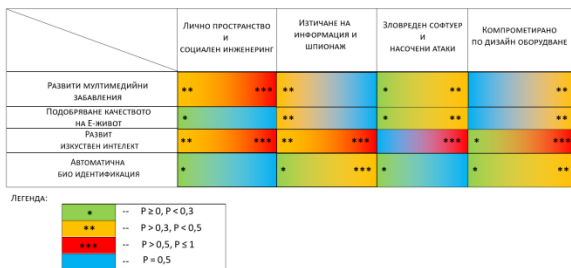 ЛИЧНО ПРОСТРАНСТВО
И
СОЦИАЛЕН ИНЖЕНЕРИНГ
ИЗТИЧАНЕ НА
ИНФОРМАЦИЯ И
ШПИОНАЖ
ЗЛОВРЕДЕН СОФТУЕР
И
НАСОЧЕНИ АТАКИ
КОМПРОМЕТИРАНО
ПО ДИЗАЙН ОБОРУДВАНЕ
РАЗВИТИ МУЛТИМЕДИЙНИ
ЗАБАВЛЕНИЯ
** *** ** * ** ** **
ПОДОБРЯВАНЕ КАЧЕСТВОТО
НА Е-ЖИВОТ
* ** * ** **
РАЗВИТ
ИЗКУСТВЕН ИНТЕЛЕКТ
** *** ** *** *** * ***
АВТОМАТИЧНА
БИО ИДЕНТИФИКАЦИЯ
* * *** * * **
ЛЕГЕНДА:
* -- P ≥ 0, P < 0,3
** -- P > 0,3, P < 0,5
*** -- P > 0,5, P ≤ 1
-- P = 0,5